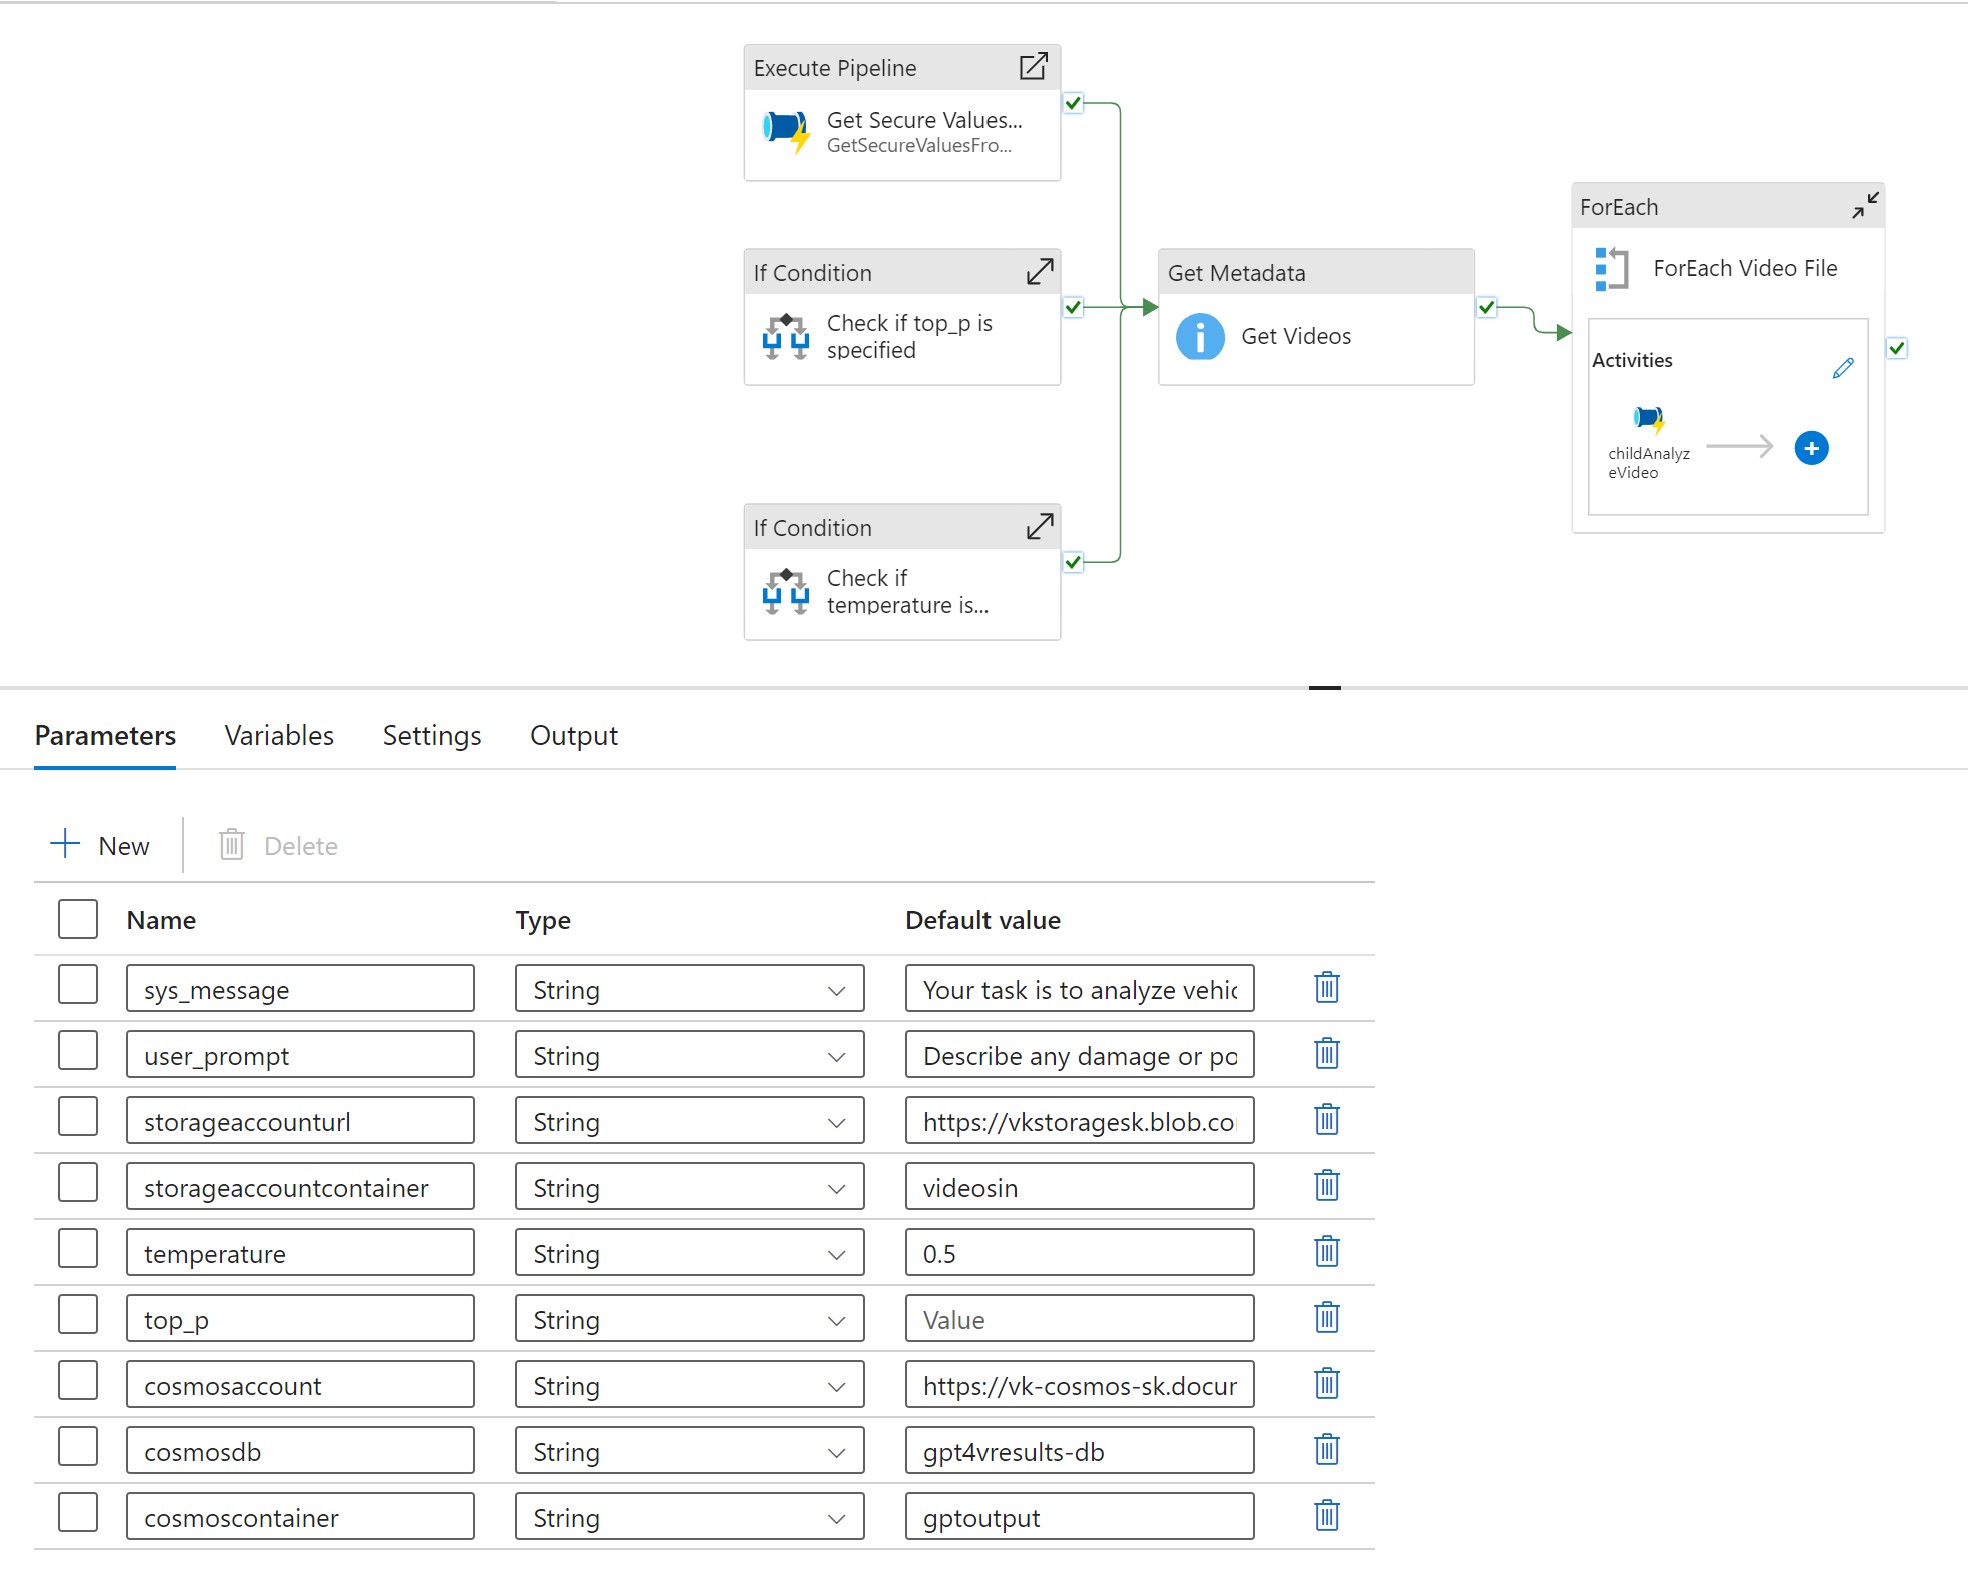 Execute Pipeline
Get Secure Values...
GetSecureValuesFro...
If Condition
Check if top_p is
specified
If Condition
Check if
temperature is...
Get Metadata
Get Videos
ForEach
ForEach Video File
Activities
childAnalyz
eVideo
Parameters Variables Settings Output
New Delete
Name Type Default value
sys_message String Your task is to analyze vehic
user_prompt String Describe any damage or po
storageaccounturl String https://vkstoragesk.blob.co
storageaccountcontainer String videosin
temperature String 0.5
top_p String Value
cosmosaccount String https://vk-cosmos-sk.docur
cosmosdb String gpt4vresults-db
cosmoscontainer String gptoutput